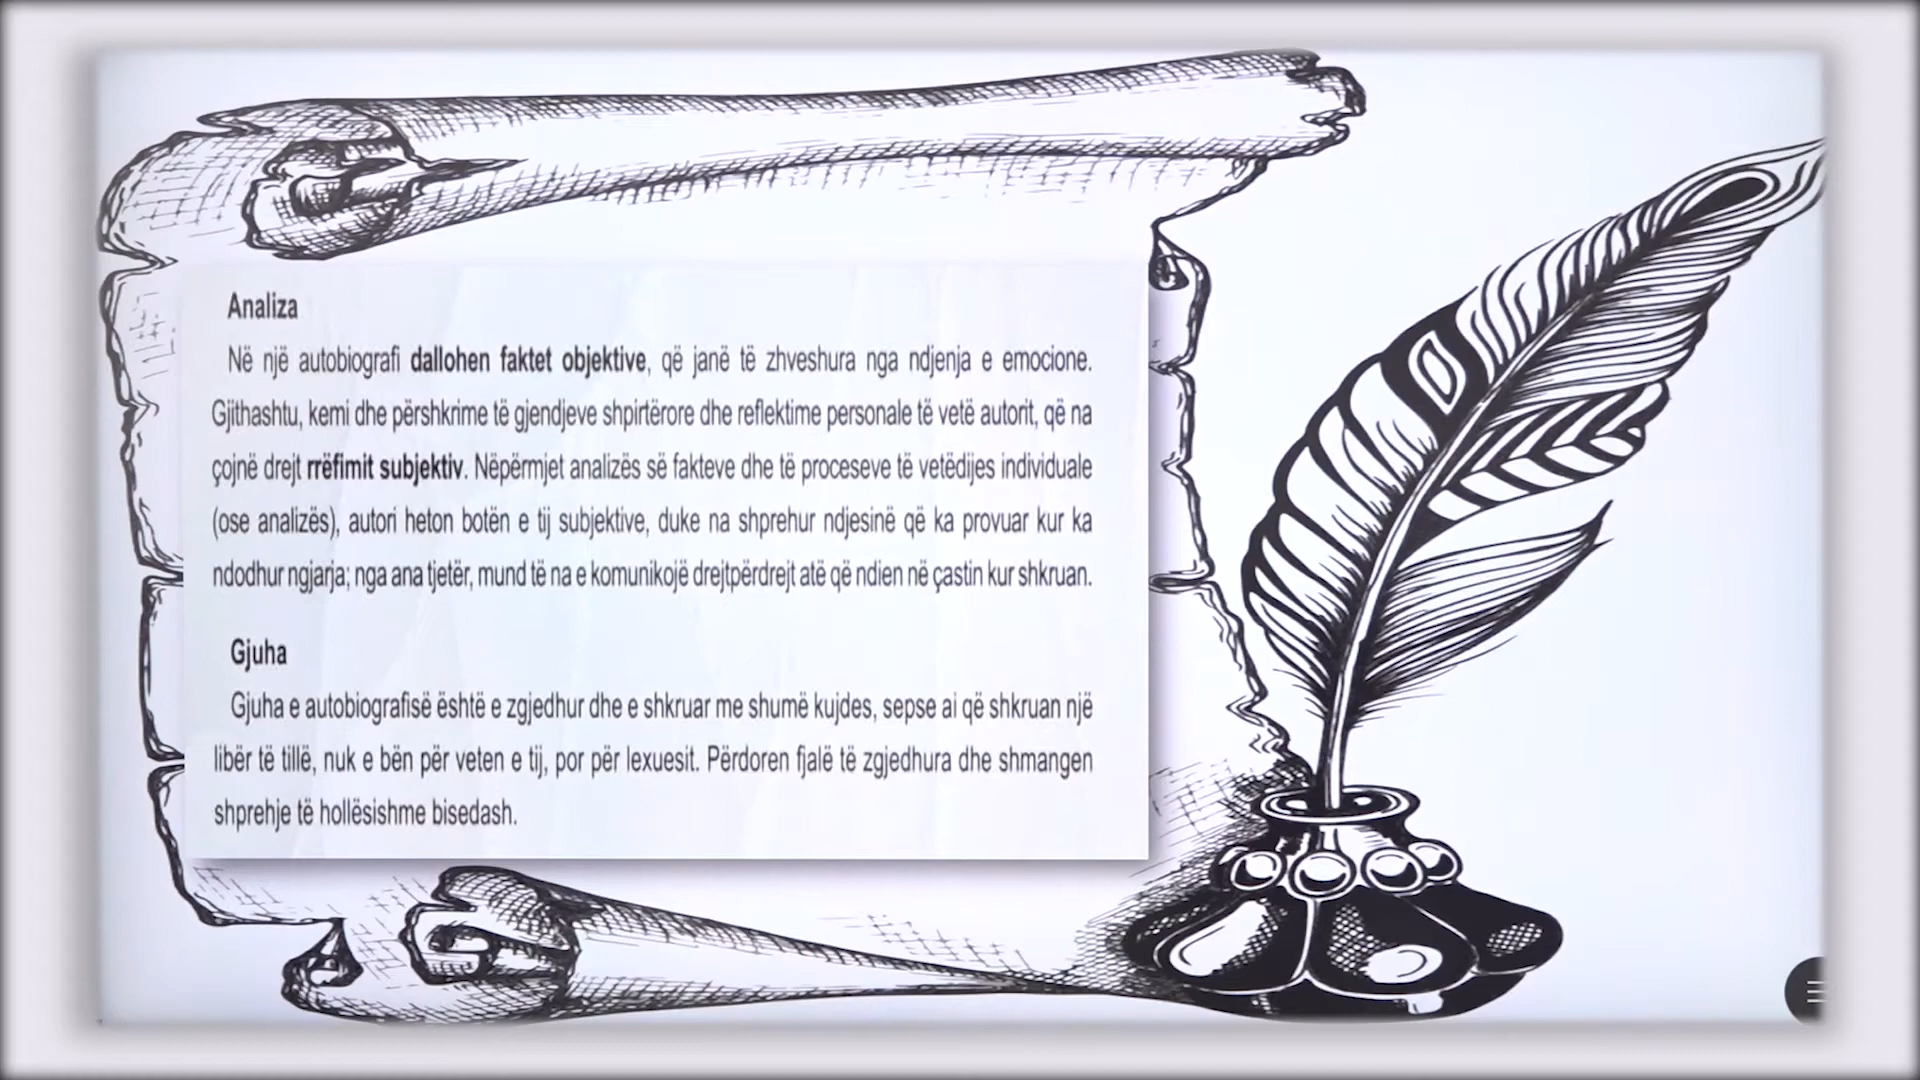 Analiza
Në një autobiografi dallohen faktet objektive, që janë të zhveshura nga ndjenja e emocione.
Gjithashtu, kemi dhe përshkrime të gjendjeve shpirtërore dhe reflektime personale të vetë autorit, që na
çojnë drejt rrëfimit subjektiv. Nëpërmjet analizës së fakteve dhe të proceseve të vetëdijes individuale
(ose analizës), autori heton botën e tij subjektive, duke na shprehur ndjesinë që ka provuar kur ka
ndodhur ngjarja; nga ana tjetër, mund të na e komunikojë drejtpërdrejt atë që ndien në çastin kur shkruan.
Gjuha
Gjuha e autobiografisë është e zgjedhur dhe e shkruar me shumë kujdes, sepse ai që shkruan një
libër të tillë, nuk e bën për veten e tij, por për lexuesit. Përdoren fjalë të zgjedhura dhe shmangen
shprehje të hollësishme bisedash.